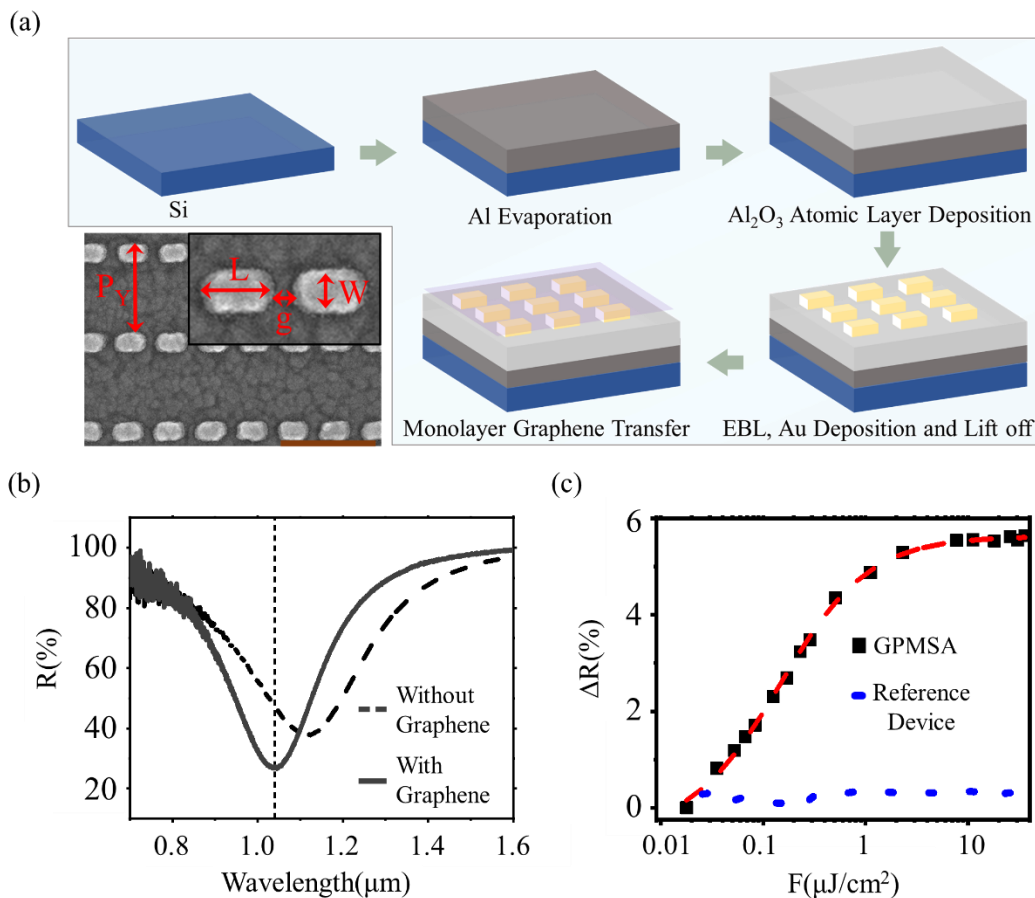 (a)
Si
Al Evaporation
Al₂O₃ Atomic Layer Deposition
P_Y
L
W
g
Monolayer Graphene Transfer
EBL, Au Deposition and Lift off
(b)
R(%)
100
80
60
40
20
Without
Graphene
With
Graphene
0.8 1.0 1.2 1.4 1.6
Wavelength(μm)
(c)
ΔR(%)
6
4
2
0
GPMSA
Reference
Device
0.01 0.1 1 10
F(μJ/cm²)